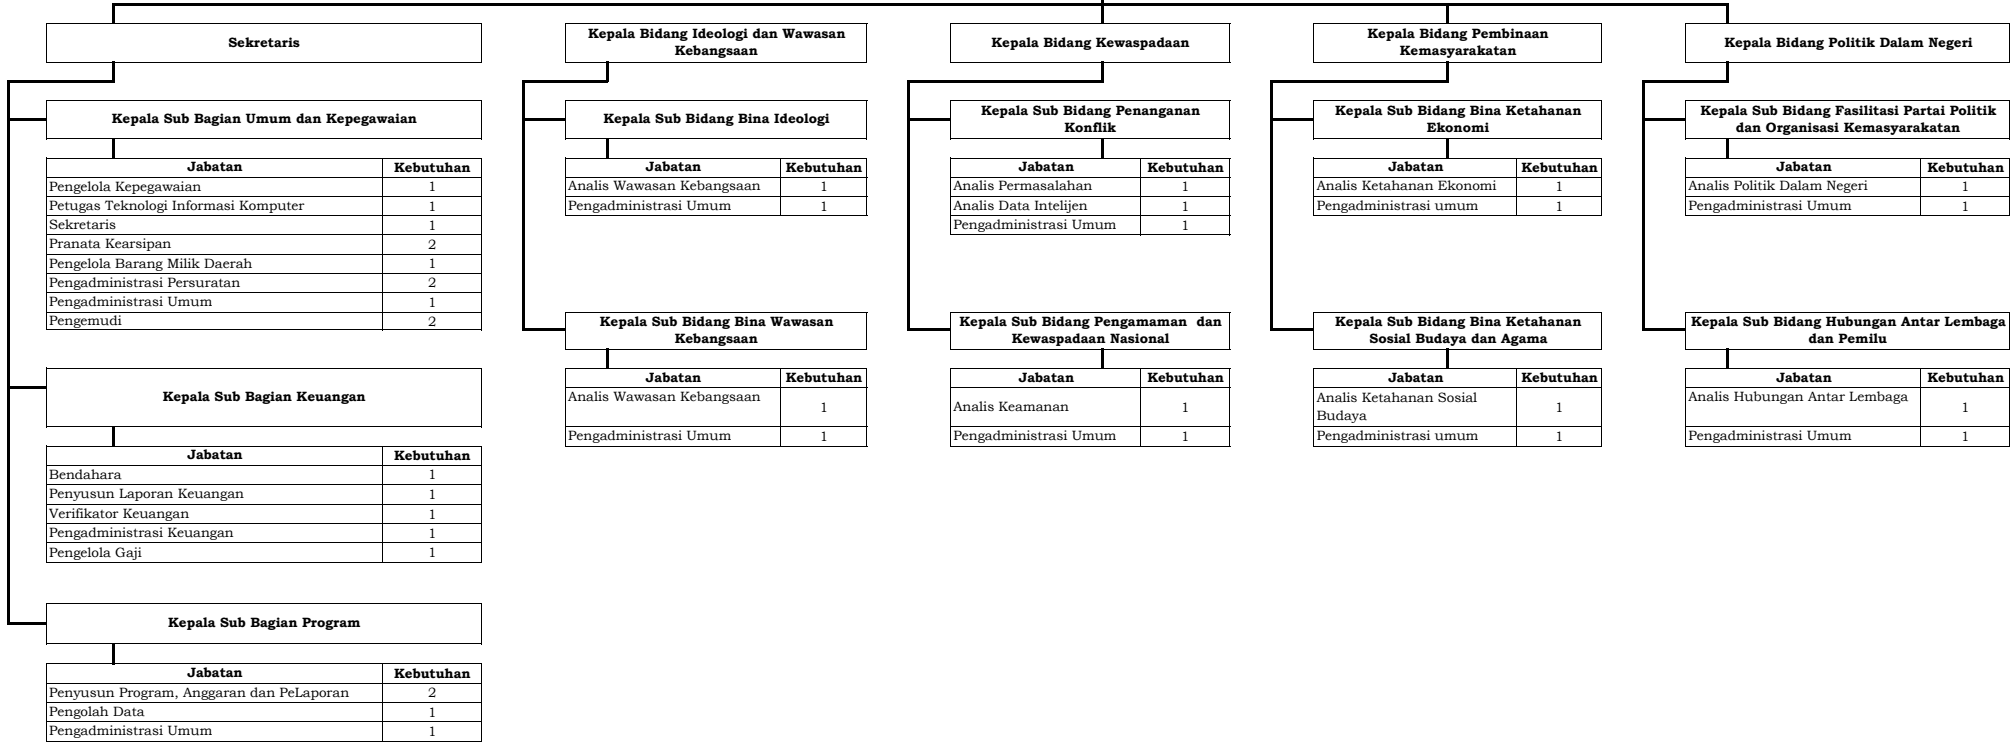 Sekretaris
Kepala Bidang Ideologi dan Wawasan
Kebangsaan
Kepala Bidang Kewaspadaan
Kepala Bidang Pembinaan
Kemasyarakatan
Kepala Bidang Politik Dalam Negeri
Kepala Sub Bagian Umum dan Kepegawaian
Jabatan Kebutuhan
Pengelola Kepegawaian 1
Petugas Teknologi Informasi Komputer 1
Sekretaris 1
Pranata Kearsipan 2
Pengelola Barang Milik Daerah 1
Pengadministrasi Persuratan 2
Pengadministrasi Umum 1
Pengemudi 2
Kepala Sub Bagian Keuangan
Jabatan Kebutuhan
Bendahara 1
Penyusun Laporan Keuangan 1
Verifikator Keuangan 1
Pengadministrasi Keuangan 1
Pengelola Gaji 1
Kepala Sub Bagian Program
Jabatan Kebutuhan
Penyusun Program, Anggaran dan PeLaporan 2
Pengolah Data 1
Pengadministrasi Umum 1
Kepala Sub Bidang Bina Ideologi
Jabatan Kebutuhan
Analis Wawasan Kebangsaan 1
Pengadministrasi Umum 1
Kepala Sub Bidang Bina Wawasan
Kebangsaan
Jabatan Kebutuhan
Analis Wawasan Kebangsaan 1
Pengadministrasi Umum 1
Kepala Sub Bidang Penanganan
Konflik
Jabatan Kebutuhan
Analis Permasalahan 1
Analis Data Intelijen 1
Pengadministrasi Umum 1
Kepala Sub Bidang Pengamaman dan
Kewaspadaan Nasional
Jabatan Kebutuhan
Analis Keamanan 1
Pengadministrasi Umum 1
Kepala Sub Bidang Bina Ketahanan
Ekonomi
Jabatan Kebutuhan
Analis Ketahanan Ekonomi 1
Pengadministrasi umum 1
Kepala Sub Bidang Bina Ketahanan
Sosial Budaya dan Agama
Jabatan Kebutuhan
Analis Ketahanan Sosial
Budaya 1
Pengadministrasi umum 1
Kepala Sub Bidang Fasilitasi Partai Politik
dan Organisasi Kemasyarakatan
Jabatan Kebutuhan
Analis Politik Dalam Negeri 1
Pengadministrasi Umum 1
Kepala Sub Bidang Hubungan Antar Lembaga
dan Pemilu
Jabatan Kebutuhan
Analis Hubungan Antar Lembaga 1
Pengadministrasi Umum 1